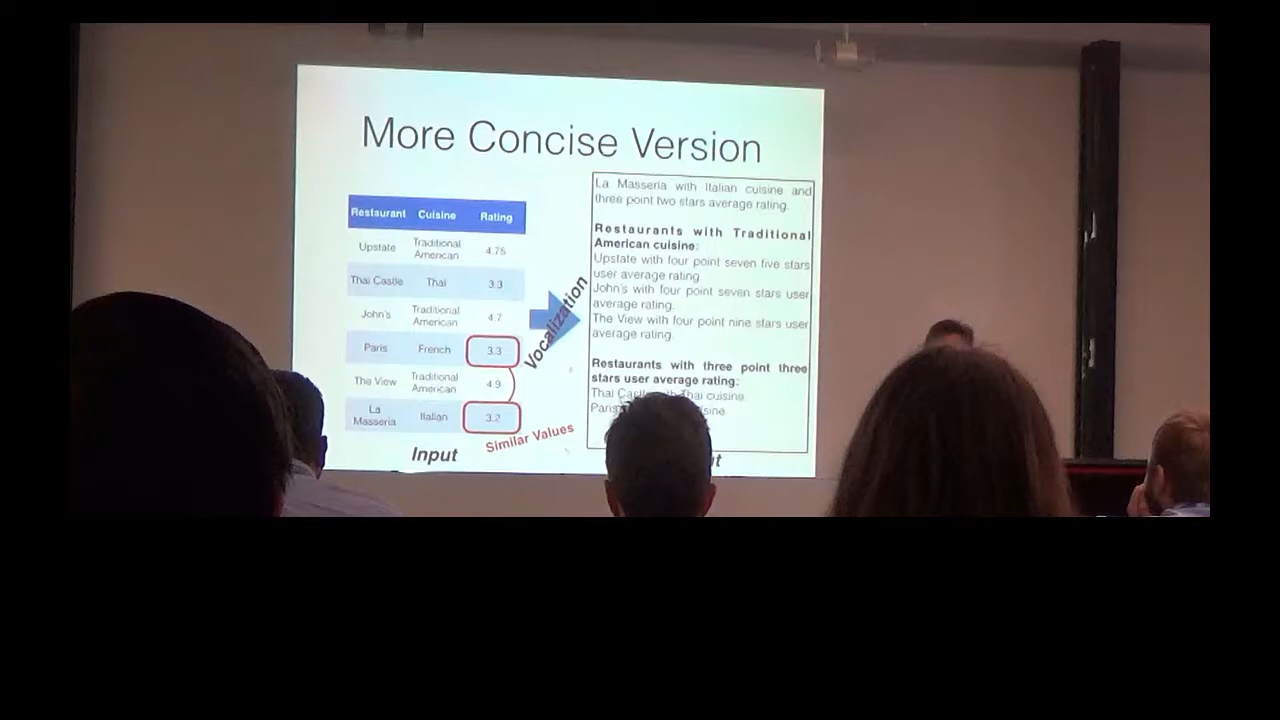 More Concise Version
Restaurant Cuisine Rating
Upstate Traditional American 4.75
Thai Castle Thai 3.3
John's Traditional American 4.7
Paris French 3.3
The View Traditional American 4.9
La Masseria Italian 3.2
Similar Values
Input
Vocalization
La Masseria with Italian cuisine and
three point two stars average rating.
Restaurants with Traditional
American cuisine:
Upstate with four point seven five stars
user average rating
John's with four point seven stars user
average rating.
The View with four point nine stars user
average rating.
Restaurants with three point three
stars user average rating:
Thai Thai cuisine
Paris